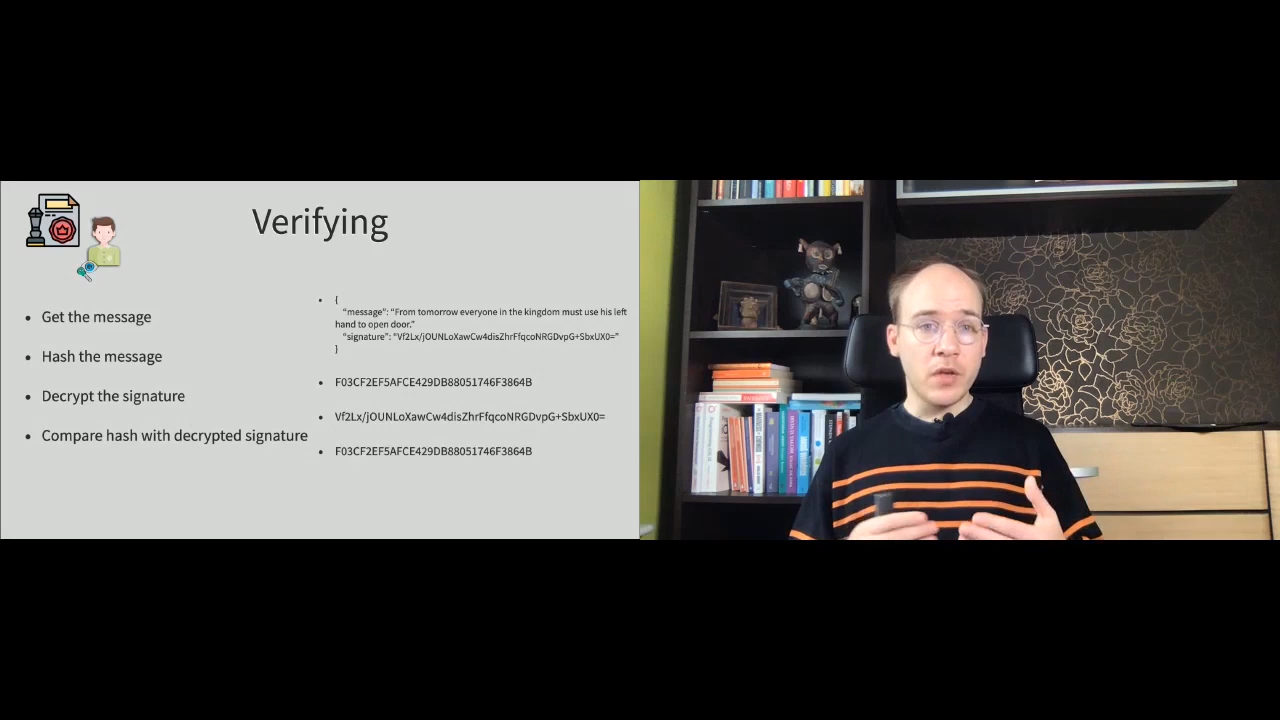 Verifying
Get the message
Hash the message
Decrypt the signature
Compare hash with decrypted signature
{
"message": "From tomorrow everyone in the kingdom must use his left
hand to open door."
"signature": "Vf2Lx/jOUNLoXawCw4disZhrFfqcoNRGDvpG+SbxUX0="
}
F03CF2EF5AFCE429DB88051746F3864B
Vf2Lx/jOUNLoXawCw4disZhrFfqcoNRGDvpG+SbxUX0=
F03CF2EF5AFCE429DB88051746F3864B